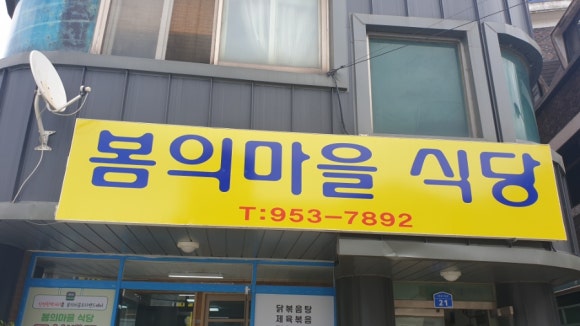 봄의마을 식당
T:953-7892
봄의마을 식당
닭볶음탕
제육볶음
21